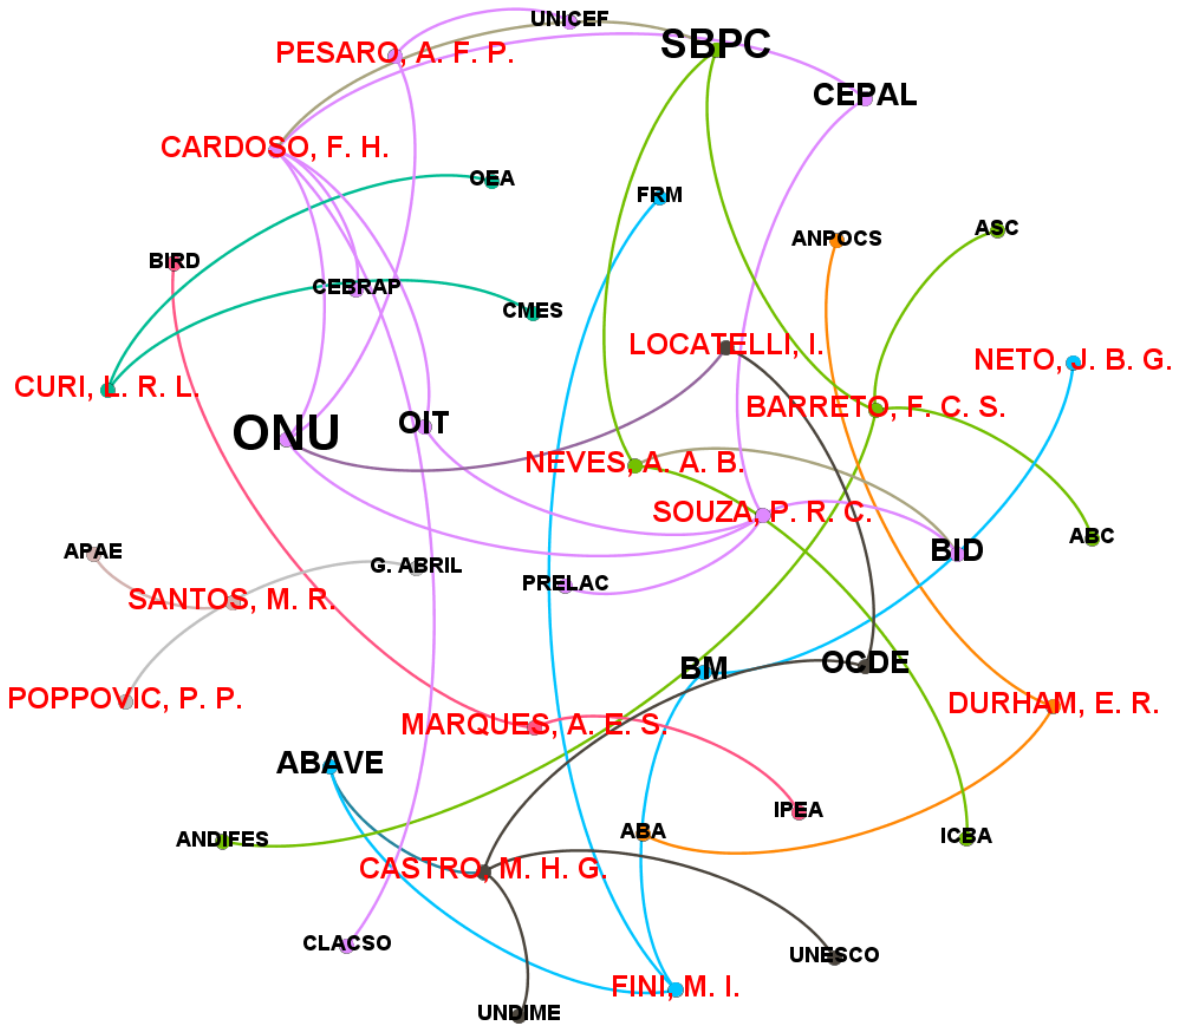 UNICEF
SBPC
PESARO, A. F. P.
CEPAL
CARDOSO, F. H.
OEA
FRM
ANPOCS
ASC
BIRD
CEBRAP
CMES
LOCATELLI, I.
NETO, J. B. G.
CURI, L. R. L.
BARRETO, F. C. S.
ONU
OIT
NEVES, A. A. B.
SOUZA, P. R. C.
ABC
APAE
G. ABRIL
BID
PRELAC
SANTOS, M. R.
BM
OCDE
POPPOVIC, P. P.
DURHAM, E. R.
MARQUES, A. E. S.
ABAVE
IPEA
ANDIFES
ABA
ICBA
CASTRO, M. H. G.
CLACSO
UNESCO
FINI, M. I.
UNDIME